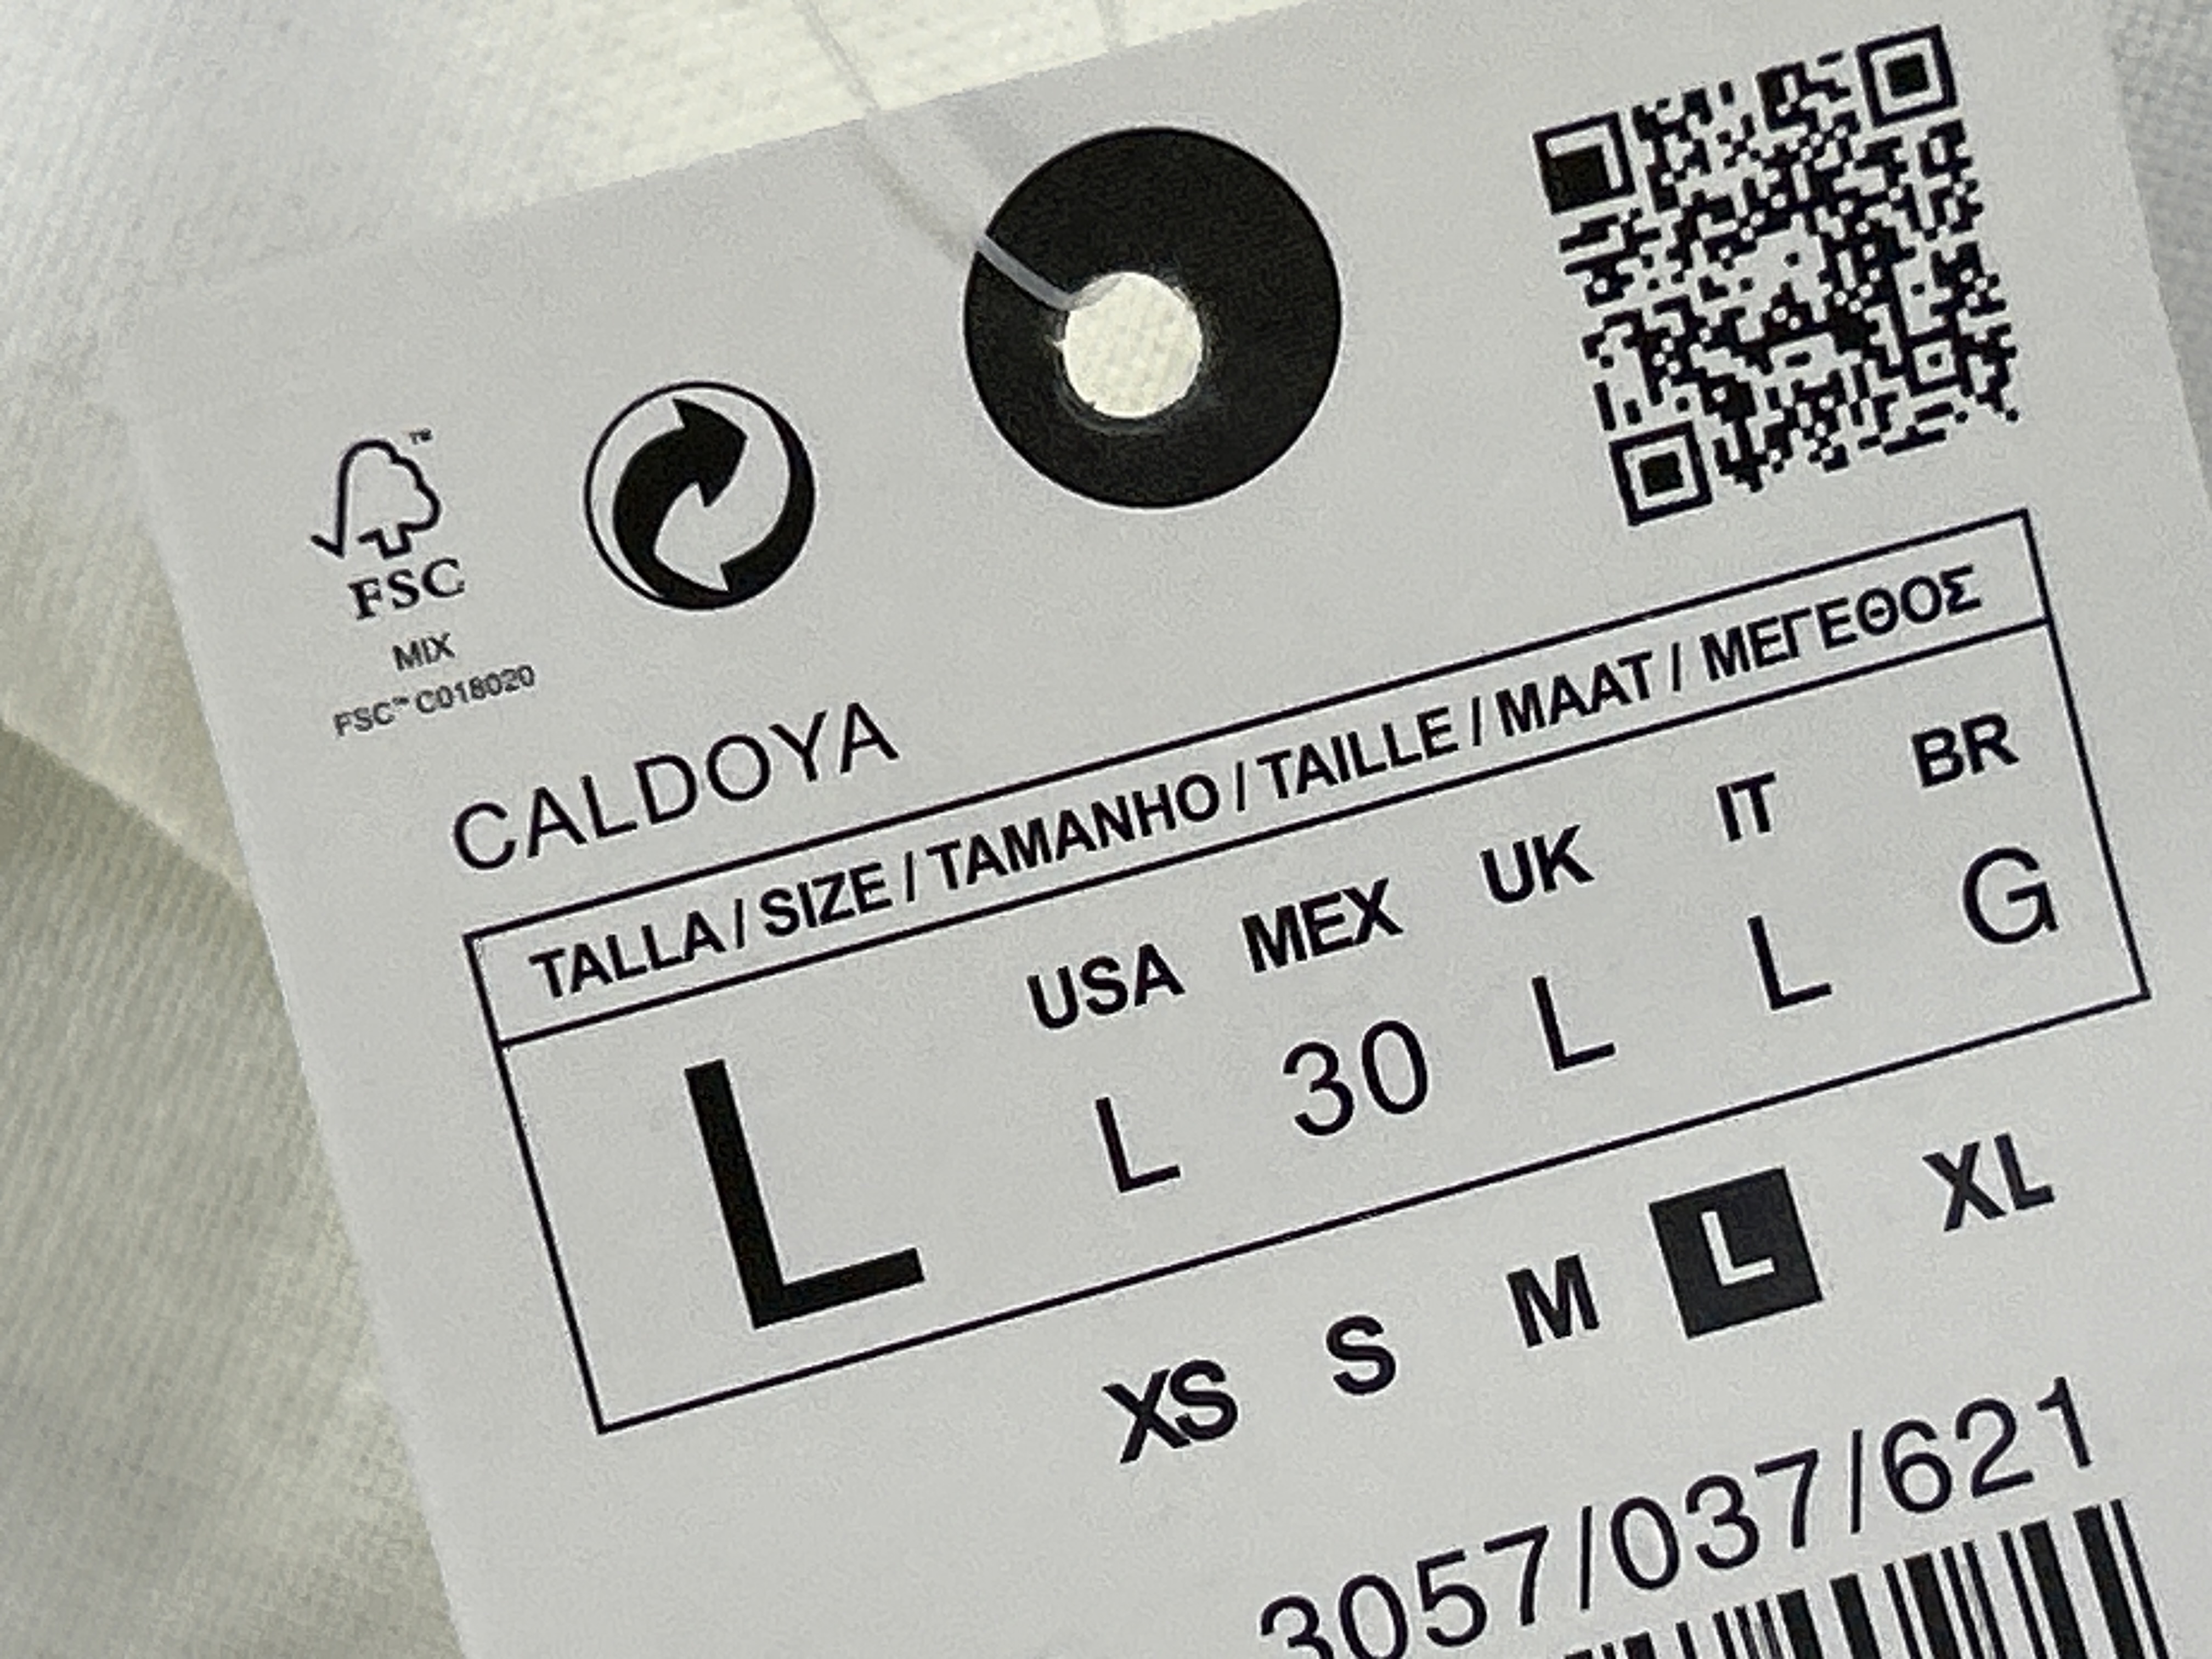 ™
FSC
MIX
FSC™ C018020
CALDOYA
TALLA / SIZE / TAMANHO / TAILLE / MAAT / ΜΕΓΕΘΟΣ
USA MEX UK IT BR
L L 30 L L G
XS S M L XL
3057/037/621